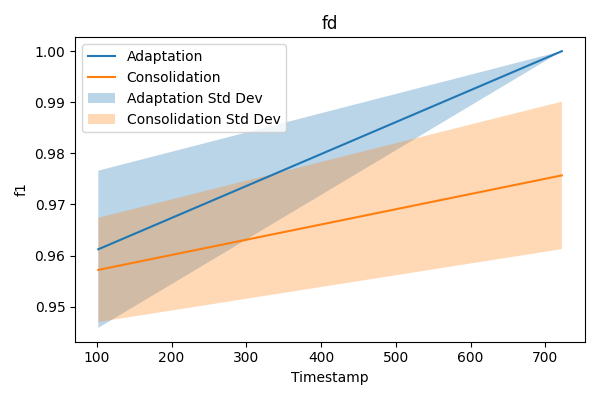 fd
Adaptation
Consolidation
Adaptation Std Dev
Consolidation Std Dev
f1
1.00
0.99
0.98
0.97
0.96
0.95
100 200 300 400 500 600 700
Timestamp